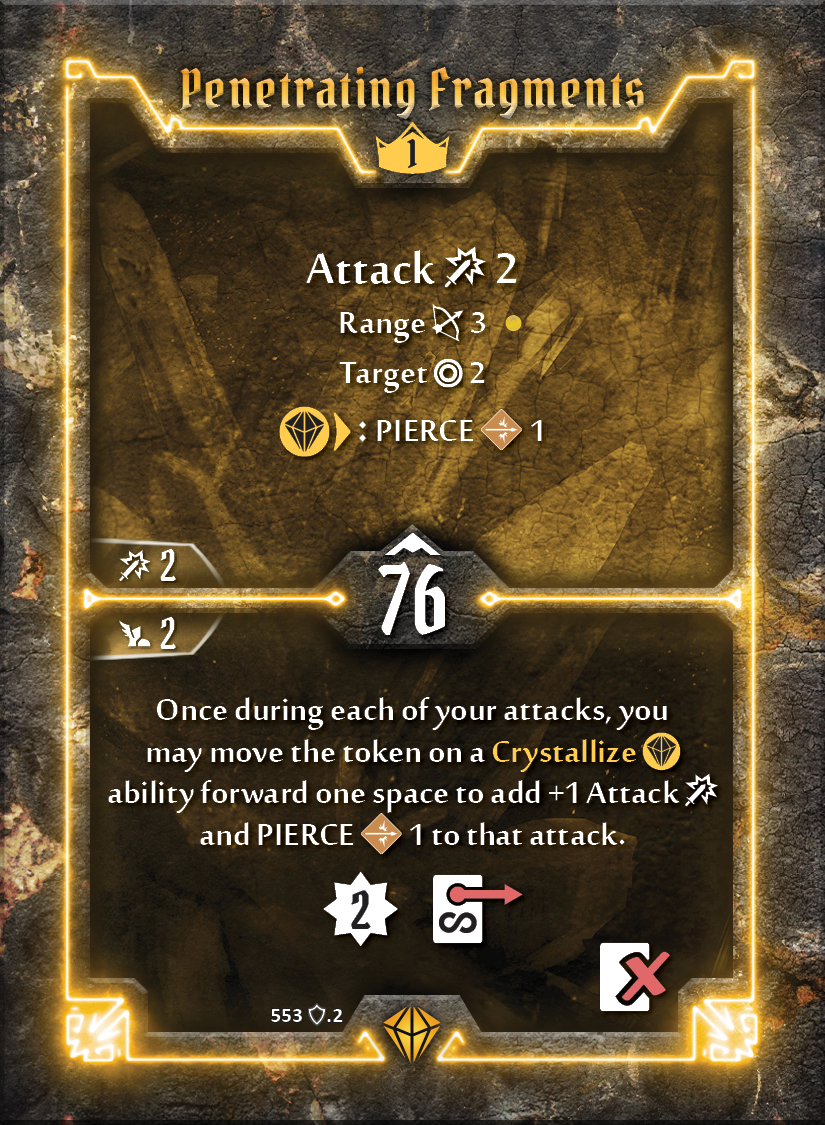 Penetrating Fragments
1
Attack 2
Range 3
Target 2
: PIERCE 1
2
76
2
Once during each of your attacks, you
may move the token on a Crystallize
ability forward one space to add +1 Attack
and PIERCE 1 to that attack.
2
553 .2